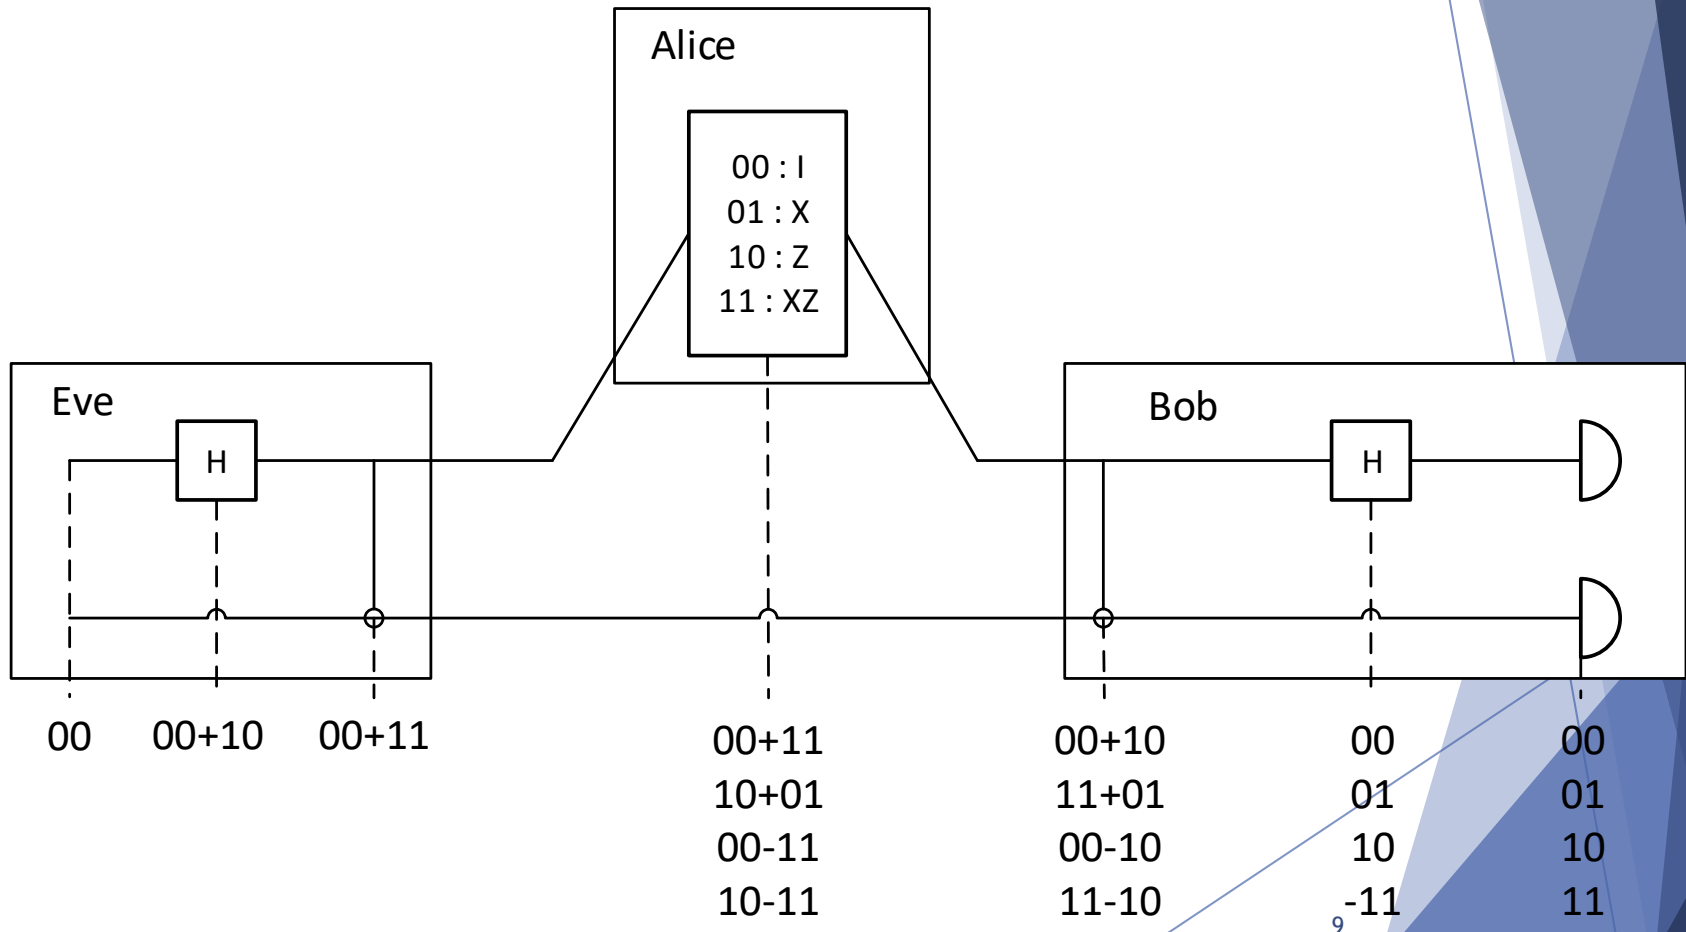 Alice
00 : I
01 : X
10 : Z
11 : XZ
Eve
H
Bob
H
00 00+10 00+11 00+11 00+10 00 00
10+01 11+01 01 01
00-11 00-10 10 10
10-11 11-10 -11 11
9